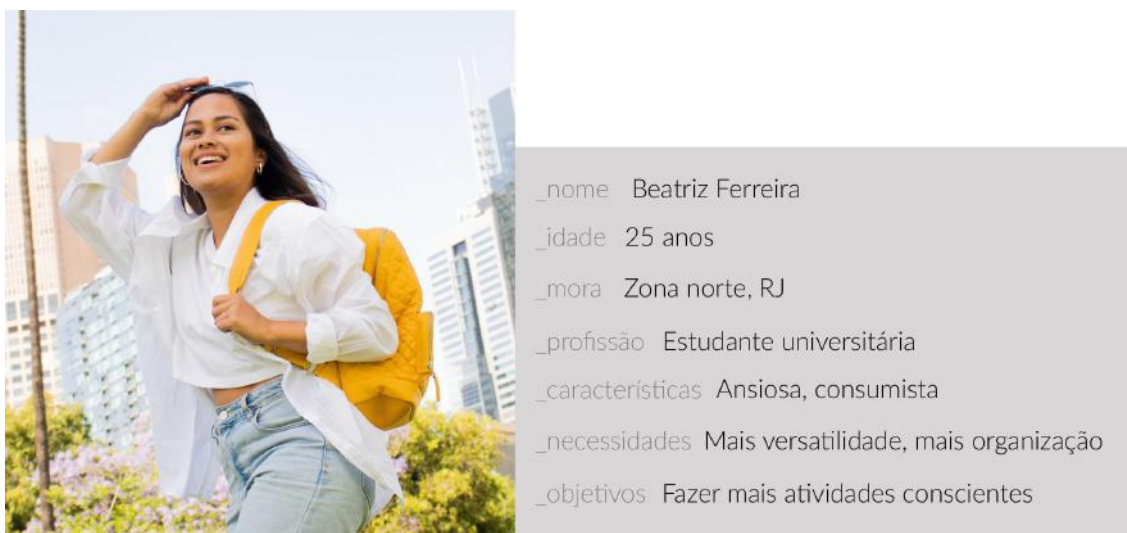 _nome Beatriz Ferreira
_idade 25 anos
_mora Zona norte, RJ
_profissão Estudante universitária
_características Ansiosa, consumista
_necessidades Mais versatilidade, mais organização
_objetivos Fazer mais atividades conscientes